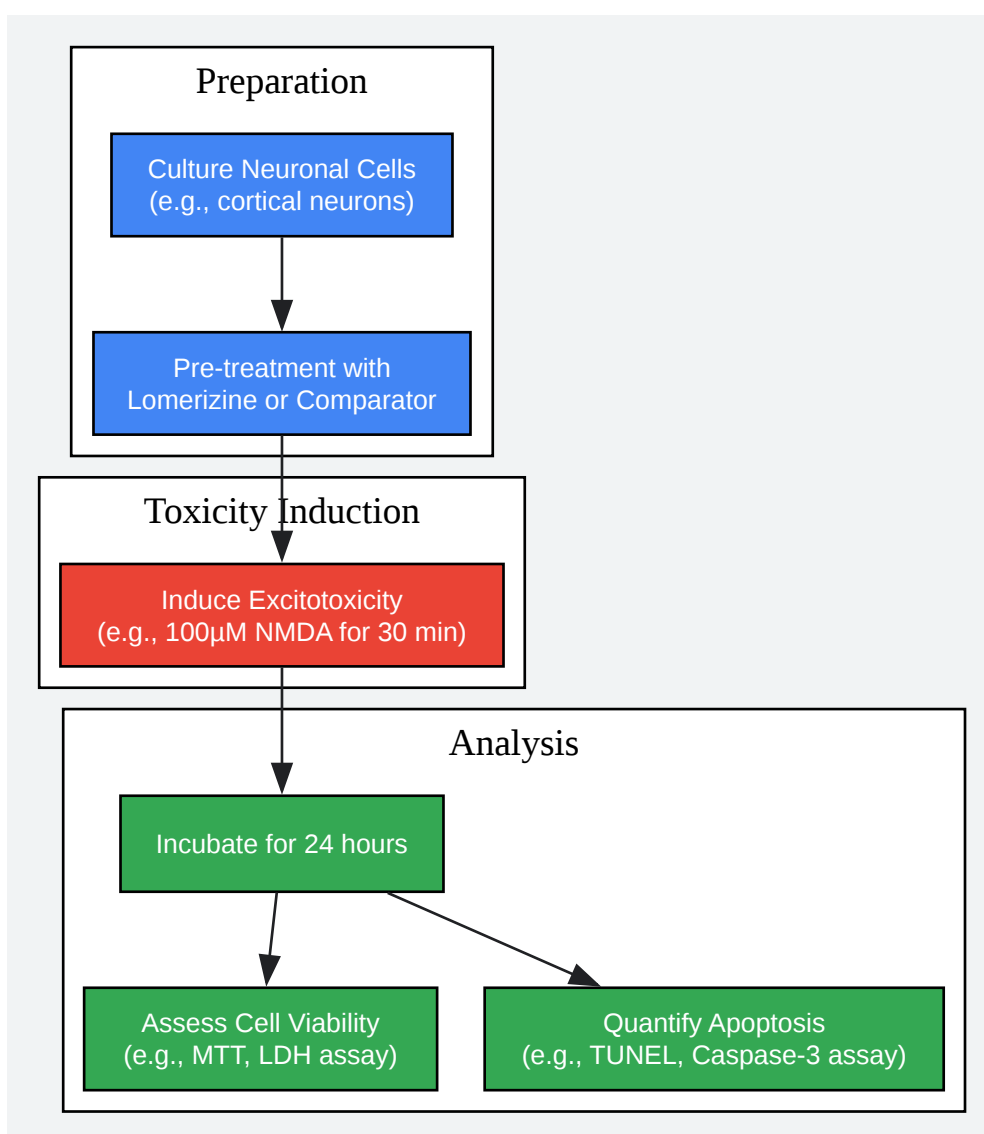 Preparation
Culture Neuronal Cells
(e.g., cortical neurons)
Pre-treatment with
Lomerizine or Comparator
Toxicity Induction
Induce Excitotoxicity
(e.g., 100µM NMDA for 30 min)
Analysis
Incubate for 24 hours
Assess Cell Viability
(e.g., MTT, LDH assay)
Quantify Apoptosis
(e.g., TUNEL, Caspase-3 assay)